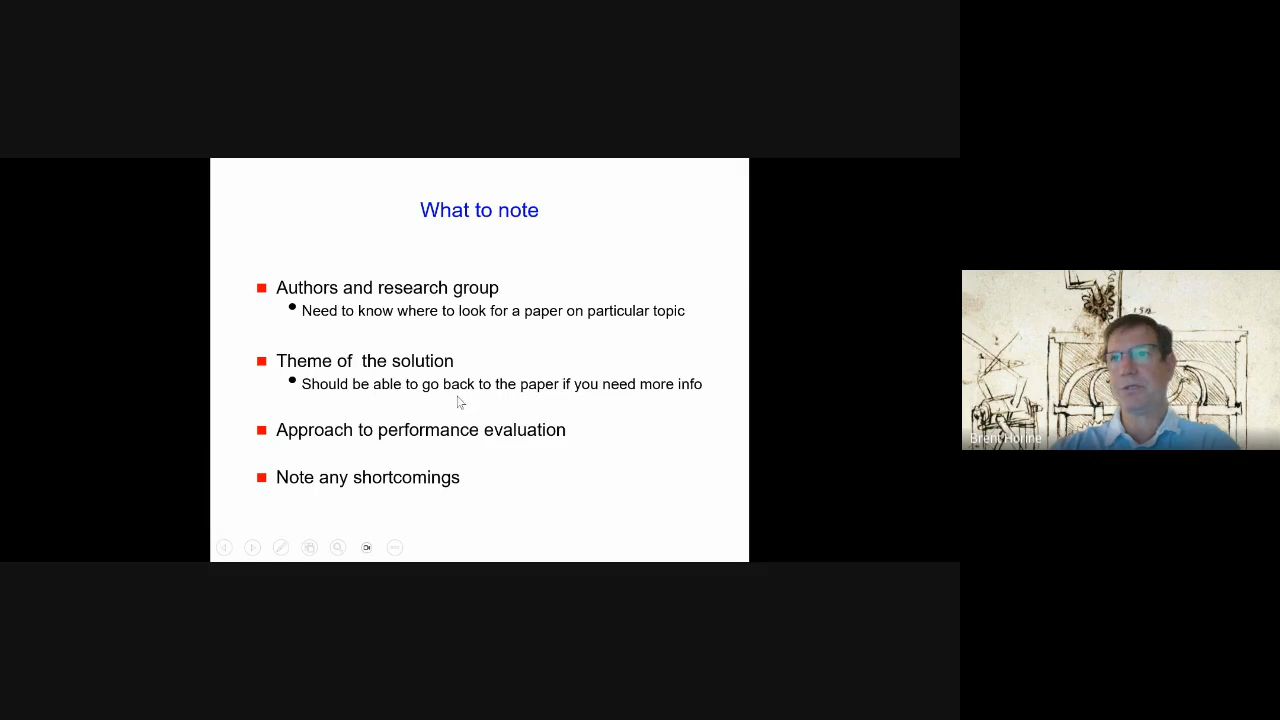 What to note
Authors and research group
Need to know where to look for a paper on particular topic
Theme of  the solution
Should be able to go back to the paper if you need more info
Approach to performance evaluation
Note any shortcomings
Brent Horine